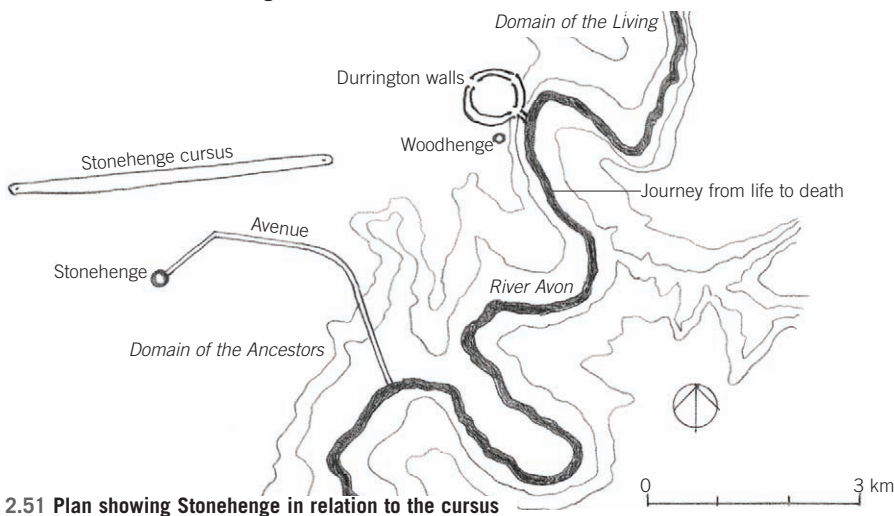 Domain of the Living
Durrington walls
Woodhenge
Stonehenge cursus
Journey from life to death
Avenue
Stonehenge
River Avon
Domain of the Ancestors
0 3 km
2.51 Plan showing Stonehenge in relation to the cursus